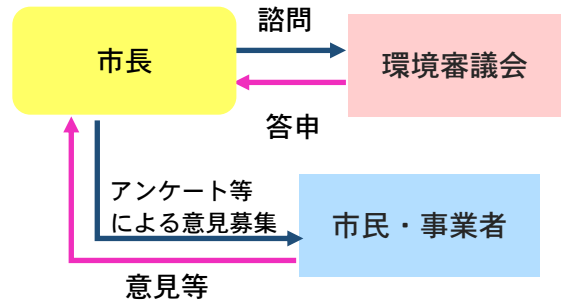 諮問
市長
環境審議会
答申
アンケート等
による意見募集
市民・事業者
意見等